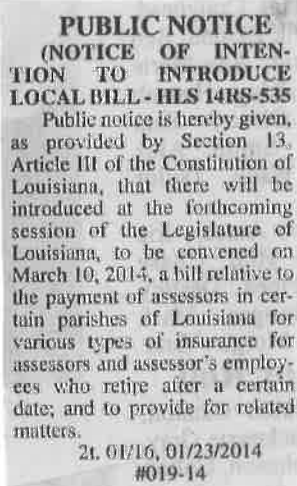 PUBLIC NOTICE
(NOTICE OF INTEN-
TION TO INTRODUCE
LOCAL BILL - HLS 14RS-535
Public notice is hereby given,
as provided by Section 13,
Article III of the Constitution of
Louisiana, that there will be
introduced at the forthcoming
session of the Legislature of
Louisiana, to be convened on
March 10, 2014, a bill relative to
the payment of assessors in cer-
tain parishes of Louisiana for
various types of insurance for
assessors and assessor's employ-
ees who retire after a certain
date; and to provide for related
matters.
2t. 01/16, 01/23/2014
#019-14